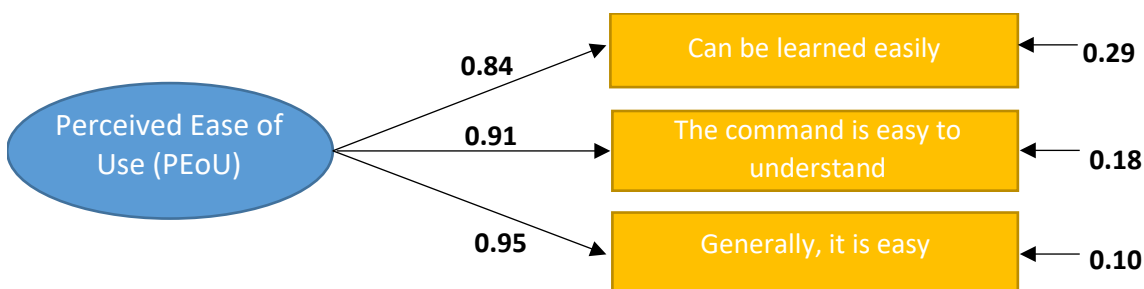 Can be learned easily
0.29
0.84
Perceived Ease of
Use (PEoU)
0.91
The command is easy to
understand
0.18
0.95
Generally, it is easy
0.10